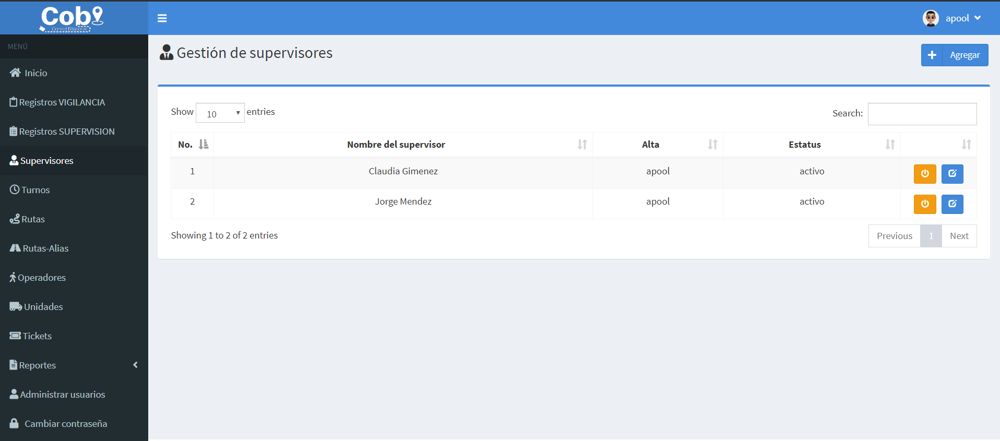 Cobi
Control Bitácoras
apool
MENÚ
Inicio
Registros VIGILANCIA
Registros SUPERVISION
Supervisores
Turnos
Rutas
Rutas-Alias
Operadores
Unidades
Tickets
Reportes
Administrar usuarios
Cambiar contraseña
Gestión de supervisores
Agregar
Show 10 entries
Search:
No. Nombre del supervisor Alta Estatus
1 Claudia Gimenez apool activo
2 Jorge Mendez apool activo
Showing 1 to 2 of 2 entries
Previous 1 Next